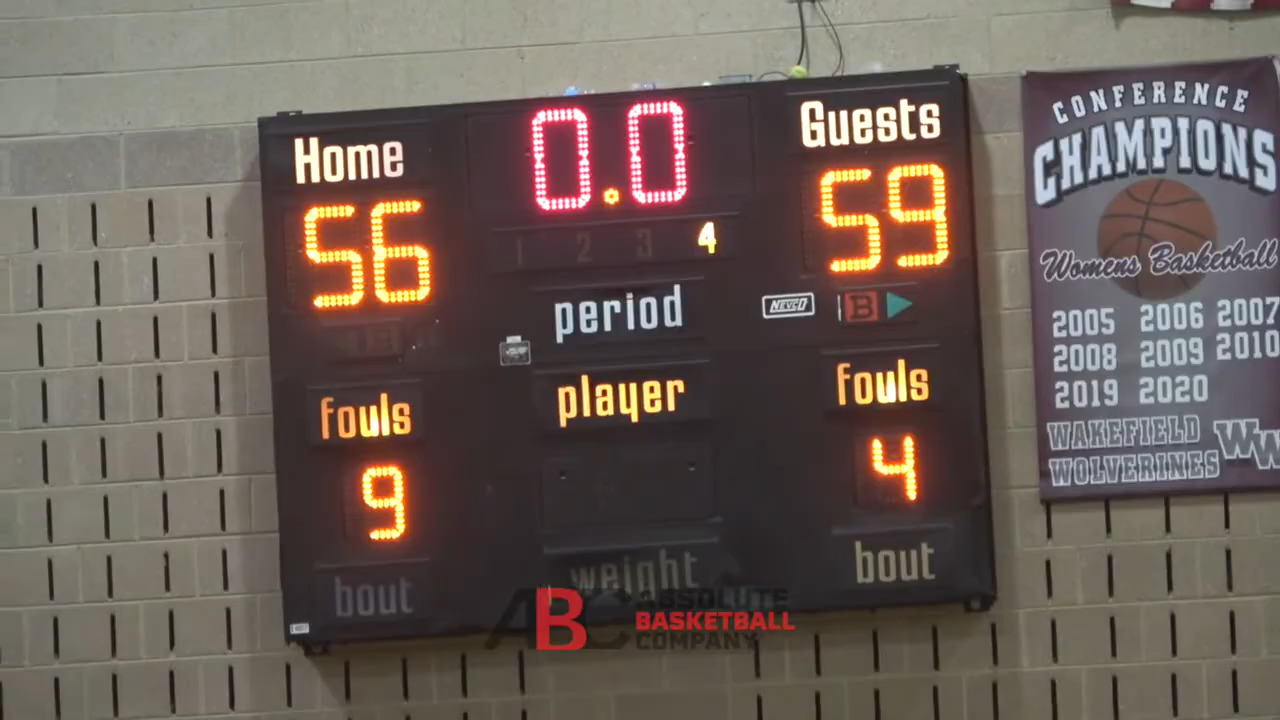 Home
0.0
Guests
56
59
1 2 3 4
period
NEVCO
B
B
fouls
player
fouls
9
4
bout
weight
bout
ABC ABSOLUTE
BASKETBALL
COMPANY
CONFERENCE
CHAMPIONS
Womens Basketball
2005 2006 2007
2008 2009 2010
2019 2020
WAKEFIELD
WOLVERINES
WW